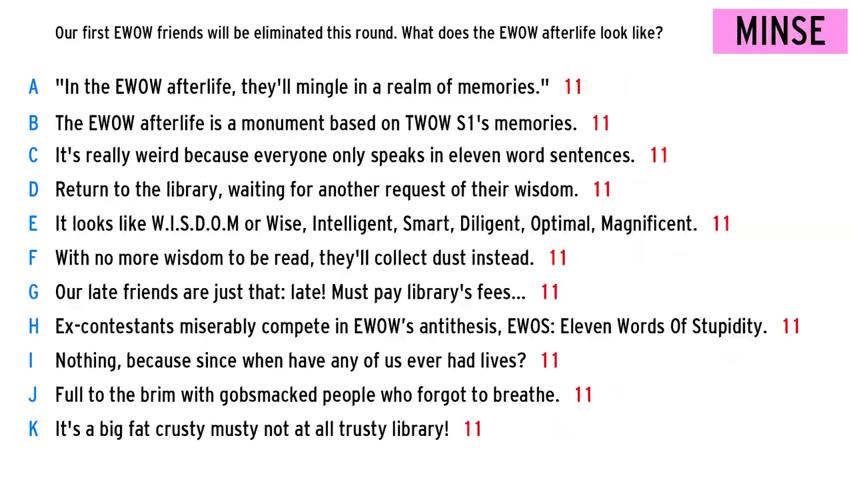 Our first EWOW friends will be eliminated this round. What does the EWOW afterlife look like?
MINSE
A "In the EWOW afterlife, they'll mingle in a realm of memories." 11
B The EWOW afterlife is a monument based on TWOW S1's memories. 11
C It's really weird because everyone only speaks in eleven word sentences. 11
D Return to the library, waiting for another request of their wisdom. 11
E It looks like W.I.S.D.O.M or Wise, Intelligent, Smart, Diligent, Optimal, Magnificent. 11
F With no more wisdom to be read, they'll collect dust instead. 11
G Our late friends are just that: late! Must pay library's fees... 11
H Ex-contestants miserably compete in EWOW's antithesis, EWOS: Eleven Words Of Stupidity. 11
I Nothing, because since when have any of us ever had lives? 11
J Full to the brim with gobsmacked people who forgot to breathe. 11
K It's a big fat crusty musty not at all trusty library! 11